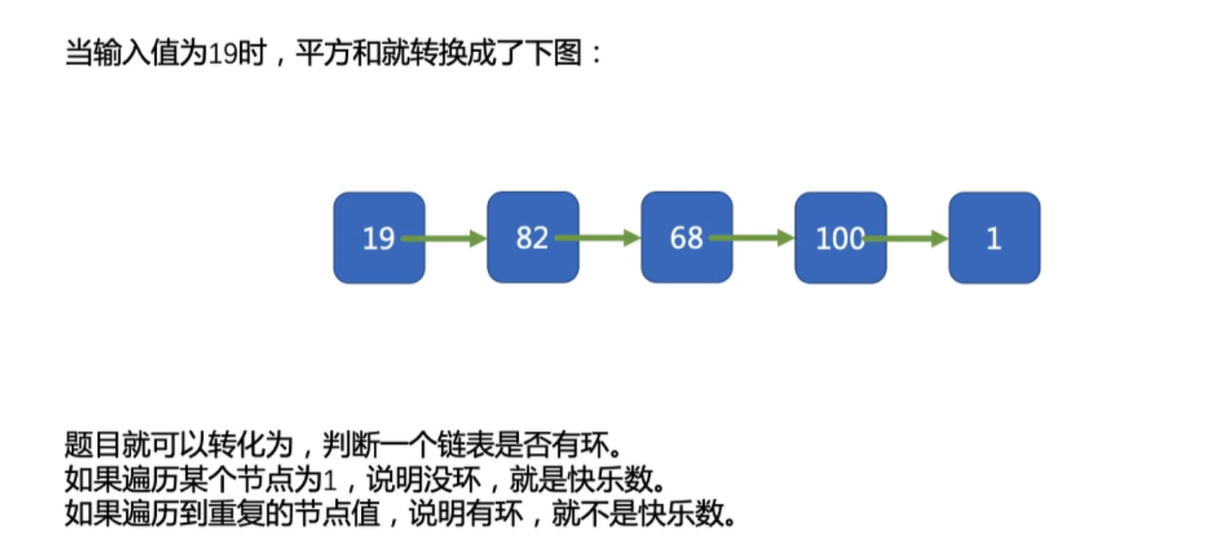 当输入值为19时，平方和就转换成了下图：
19 82 68 100 1
题目就可以转化为，判断一个链表是否有环。
如果遍历某个节点为1，说明没环，就是快乐数。
如果遍历到重复的节点值，说明有环，就不是快乐数。